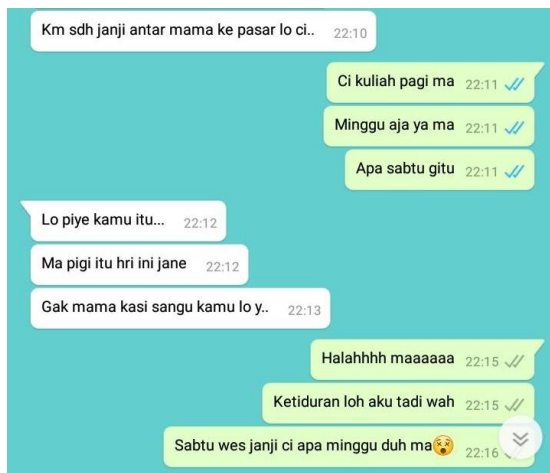 Km sdh janji antar mama ke pasar lo ci.. 22:10
Ci kuliah pagi ma 22:11
Minggu aja ya ma 22:11
Apa sabtu gitu 22:11
Lo piye kamu itu... 22:12
Ma pigi itu hri ini jane 22:12
Gak mama kasi sangu kamu lo y.. 22:13
Halahhhh maaaaaa 22:15
Ketiduran loh aku tadi wah 22:15
Sabtu wes janji ci apa minggu duh ma😵 22:16